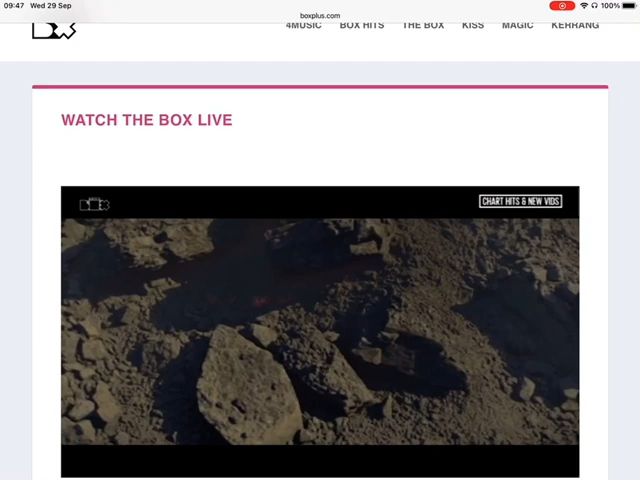 09:47 Wed 29 Sep
100%
boxplus.com
4MUSIC BOX HITS THE BOX KISS MAGIC KERRANG
WATCH THE BOX LIVE
CHART HITS & NEW VIDS